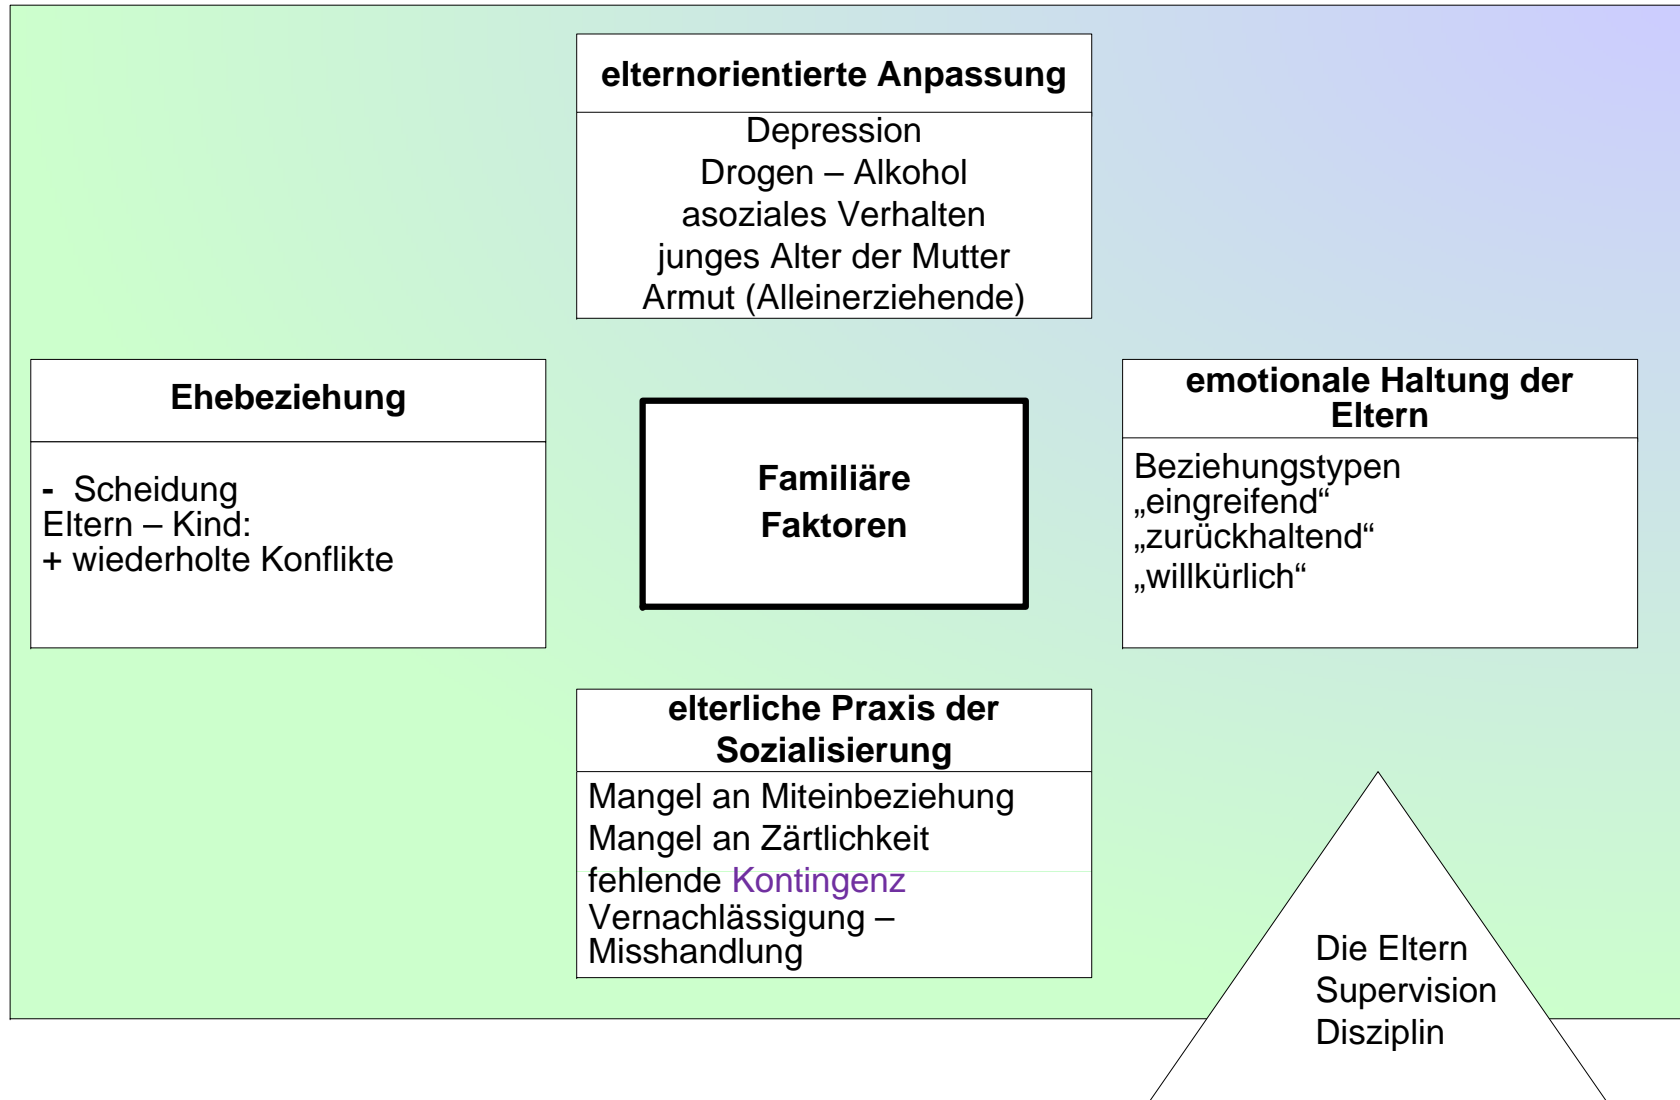 elternorientierte Anpassung
Depression
Drogen – Alkohol
asoziales Verhalten
junges Alter der Mutter
Armut (Alleinerziehende)
Ehebeziehung
- Scheidung
Eltern – Kind:
+ wiederholte Konflikte
Familiäre
Faktoren
emotionale Haltung der
Eltern
Beziehungstypen
„eingreifend“
„zurückhaltend“
„willkürlich“
elterliche Praxis der
Sozialisierung
Mangel an Miteinbeziehung
Mangel an Zärtlichkeit
fehlende Kontingenz
Vernachlässigung –
Misshandlung
Die Eltern
Supervision
Disziplin